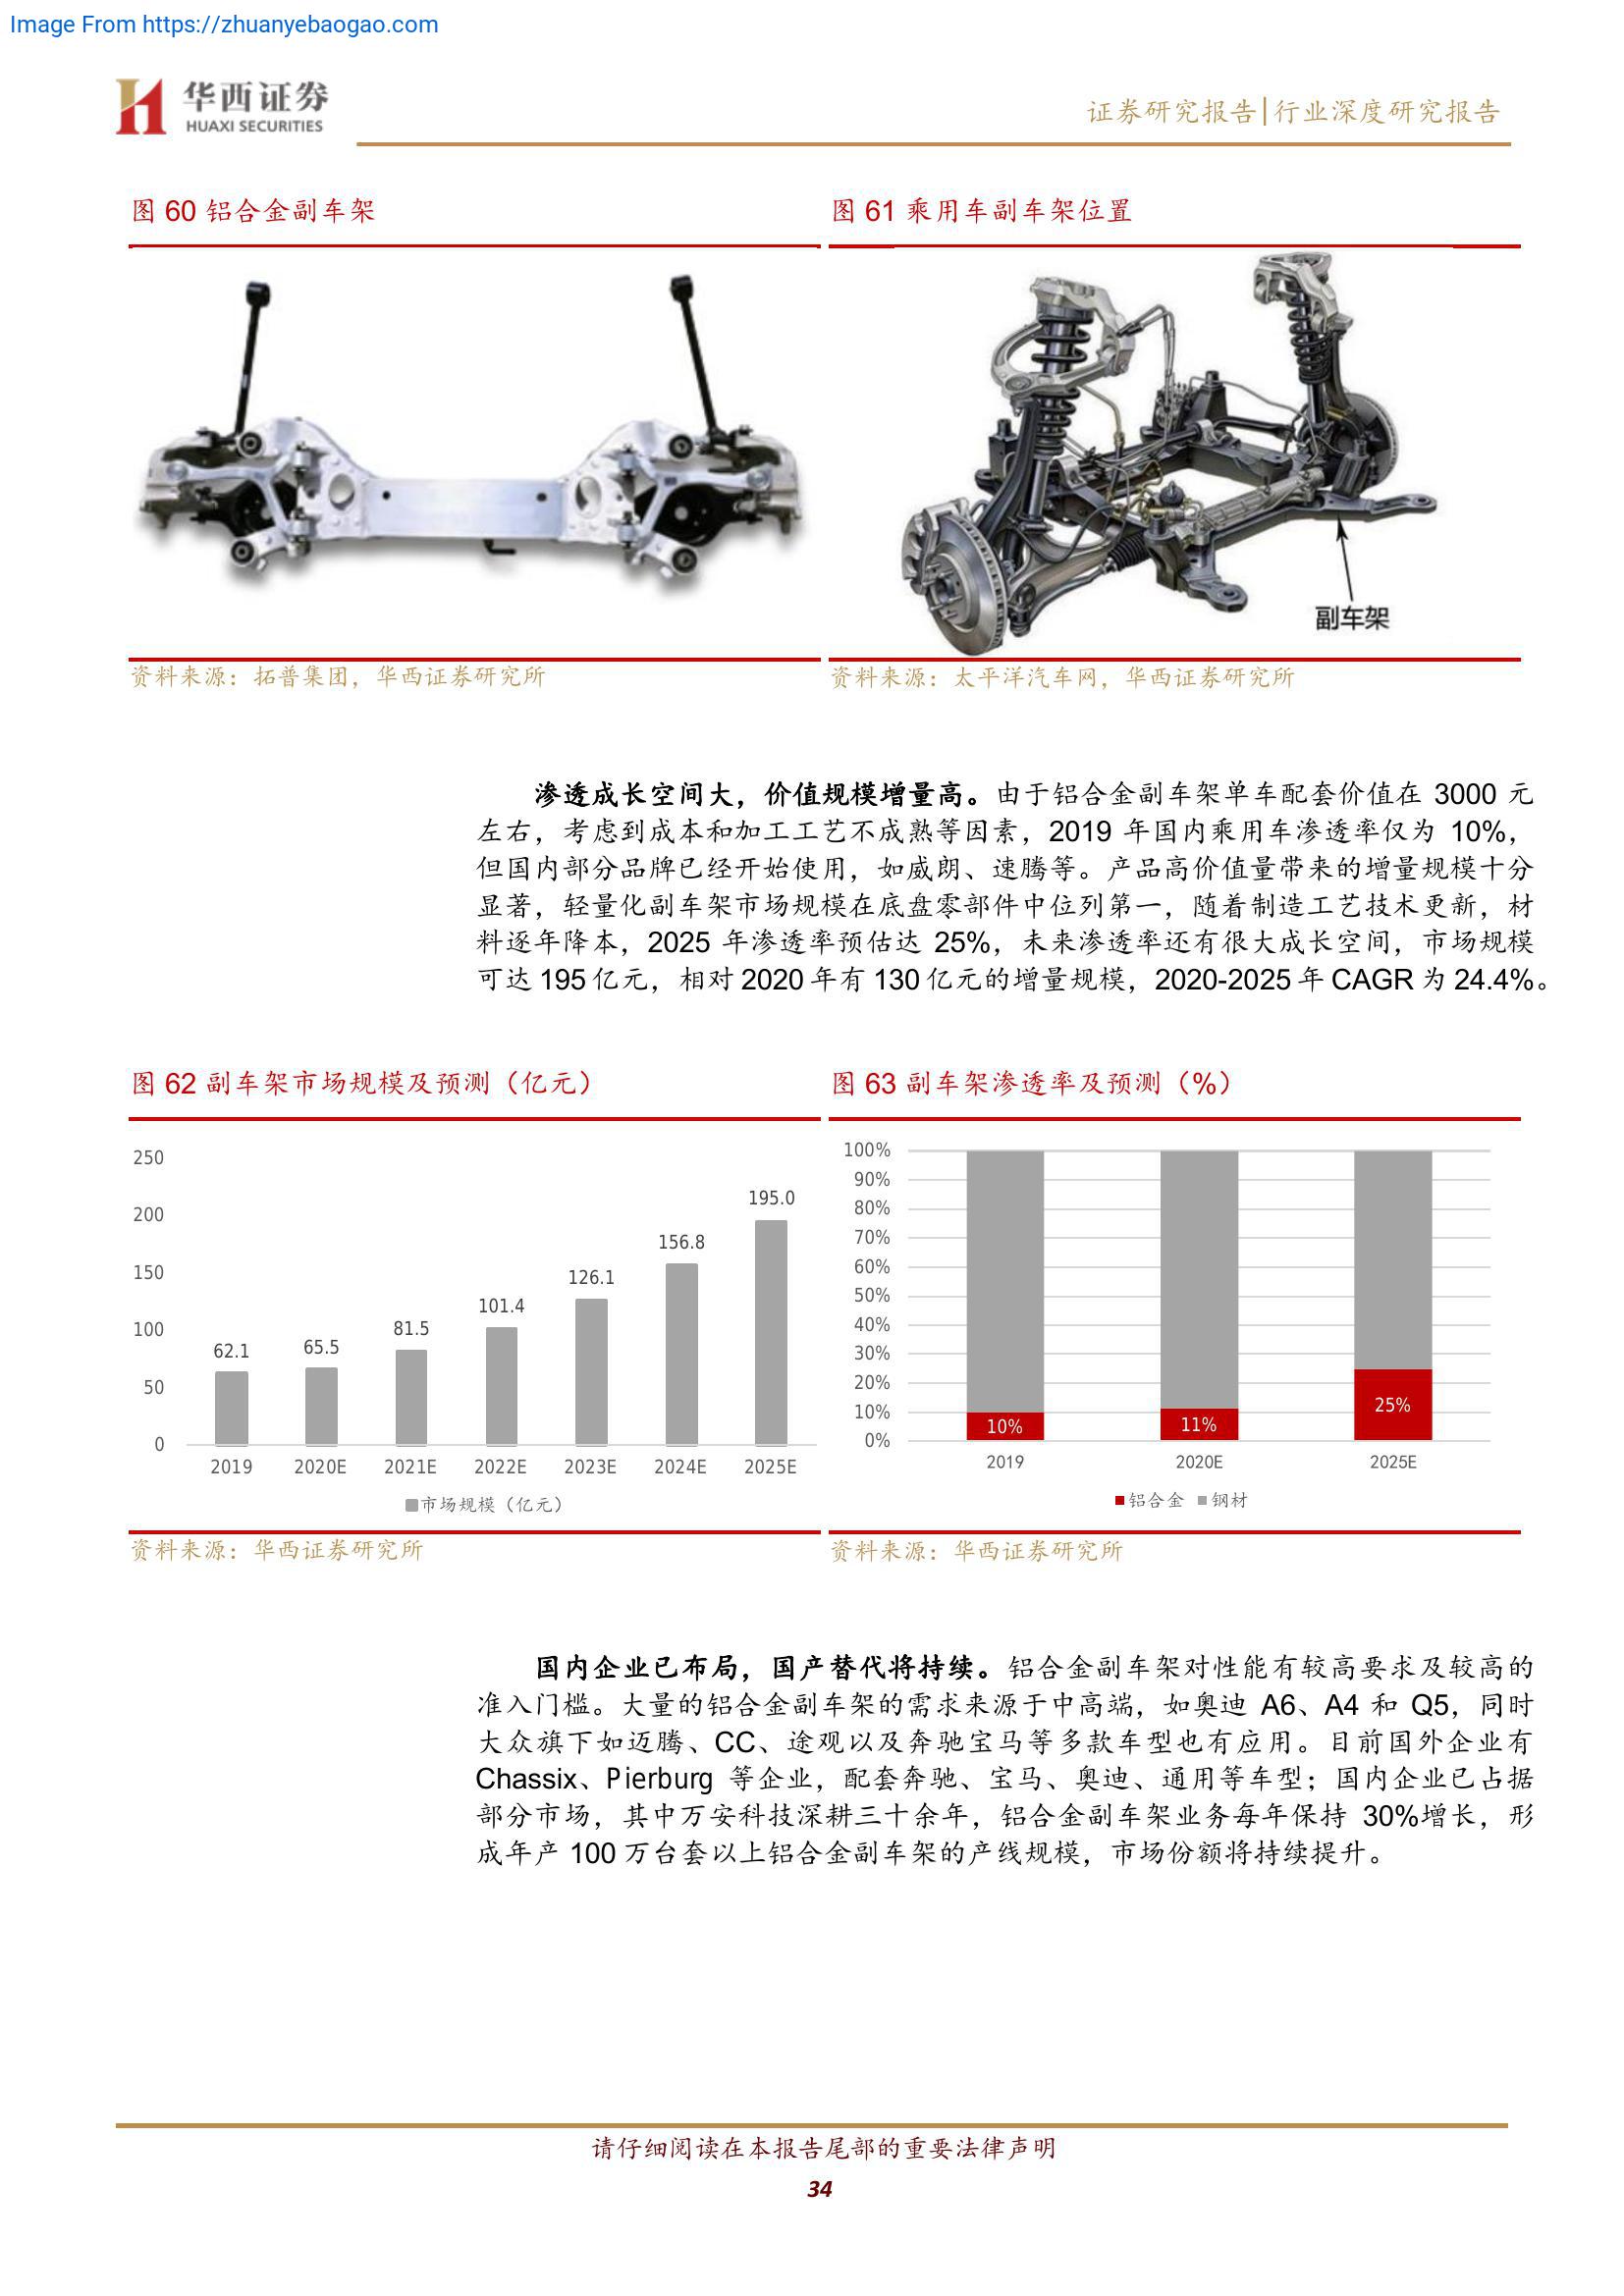 Image From https://zhuanyebaogao.com
华西证券
HUAXI SECURITIES
证券研究报告|行业深度研究报告
图 60 铝合金副车架
图 61 乘用车副车架位置
副车架
资料来源：拓普集团，华西证券研究所
资料来源：太平洋汽车网，华西证券研究所
渗透成长空间大，价值规模增量高。由于铝合金副车架单车配套价值在 3000 元
左右，考虑到成本和加工工艺不成熟等因素，2019 年国内乘用车渗透率仅为 10%，
但国内部分品牌已经开始使用，如威朗、速腾等。产品高价值量带来的增量规模十分
显著，轻量化副车架市场规模在底盘零部件中位列第一，随着制造工艺技术更新，材
料逐年降本，2025 年渗透率预估达 25%，未来渗透率还有很大成长空间，市场规模
可达 195 亿元，相对 2020 年有 130 亿元的增量规模，2020-2025 年 CAGR 为 24.4%。
图 62 副车架市场规模及预测（亿元）
250
200
150
100
50
0
62.1
65.5
81.5
101.4
126.1
156.8
195.0
2019 2020E 2021E 2022E 2023E 2024E 2025E
市场规模（亿元）
资料来源：华西证券研究所
图 63 副车架渗透率及预测（%）
100%
90%
80%
70%
60%
50%
40%
30%
20%
10%
0%
10%
11%
25%
2019 2020E 2025E
铝合金 钢材
资料来源：华西证券研究所
国内企业已布局，国产替代将持续。铝合金副车架对性能有较高要求及较高的
准入门槛。大量的铝合金副车架的需求来源于中高端，如奥迪 A6、A4 和 Q5，同时
大众旗下如迈腾、CC、途观以及奔驰宝马等多款车型也有应用。目前国外企业有
Chassix、Pierburg 等企业，配套奔驰、宝马、奥迪、通用等车型；国内企业已占据
部分市场，其中万安科技深耕三十余年，铝合金副车架业务每年保持 30%增长，形
成年产 100 万台套以上铝合金副车架的产线规模，市场份额将持续提升。
请仔细阅读在本报告尾部的重要法律声明
34